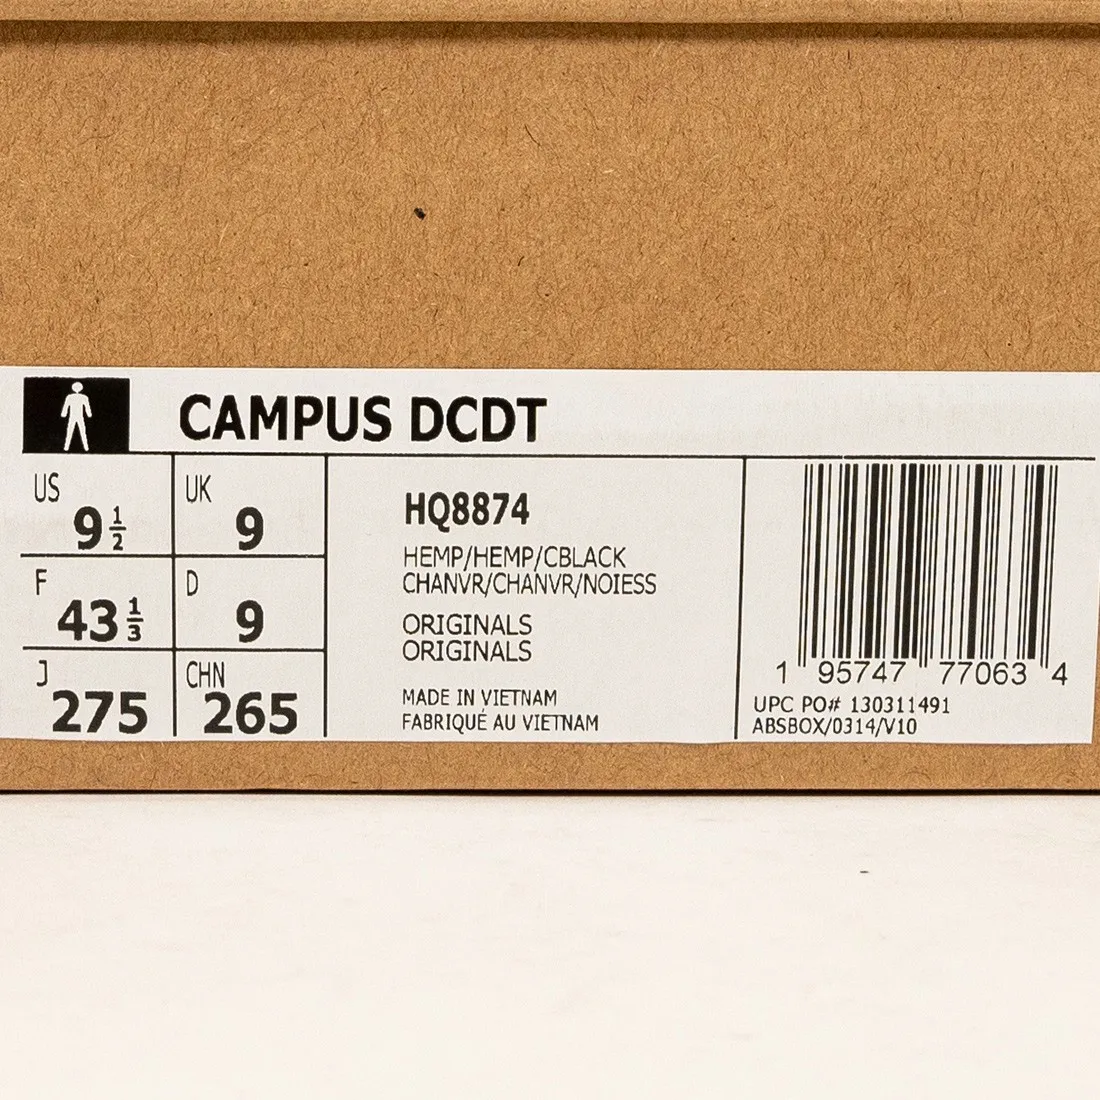 CAMPUS DCDT
US
9 1/2
UK
9
F
43 1/3
D
9
J
275
CHN
265
HQ8874
HEMP/HEMP/CBLACK
CHANVR/CHANVR/NOIESS
ORIGINALS
ORIGINALS
MADE IN VIETNAM
FABRIQUÉ AU VIETNAM
1 95747 77063 4
UPC PO# 130311491
ABSBOX/0314/V10